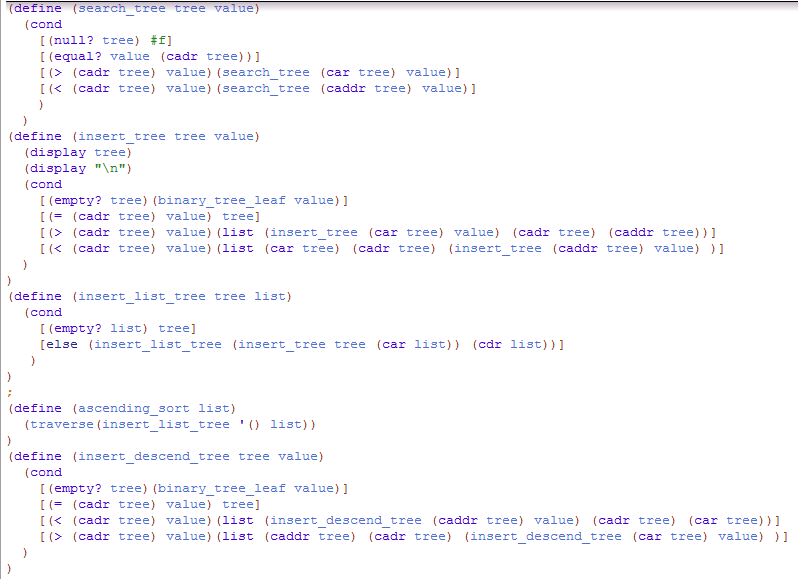 (define (search_tree tree value)
  (cond
    [(null? tree) #f]
    [(equal? value (cadr tree))]
    [(> (cadr tree) value)(search_tree (car tree) value)]
    [(< (cadr tree) value)(search_tree (caddr tree) value)]
    )
  )
(define (insert_tree tree value)
  (display tree)
  (display "\n")
  (cond
    [(empty? tree)(binary_tree_leaf value)]
    [(= (cadr tree) value) tree]
    [(> (cadr tree) value)(list (insert_tree (car tree) value) (cadr tree) (caddr tree))]
    [(< (cadr tree) value)(list (car tree) (cadr tree) (insert_tree (caddr tree) value) )]
  )
)
(define (insert_list_tree tree list)
  (cond
    [(empty? list) tree]
    [else (insert_list_tree (insert_tree tree (car list)) (cdr list))]
   )
)
;
(define (ascending_sort list)
  (traverse(insert_list_tree '() list))
)
(define (insert_descend_tree tree value)
  (cond
    [(empty? tree)(binary_tree_leaf value)]
    [(= (cadr tree) value) tree]
    [(< (cadr tree) value)(list (insert_descend_tree (caddr tree) value) (cadr tree) (car tree))]
    [(> (cadr tree) value)(list (caddr tree) (cadr tree) (insert_descend_tree (car tree) value) )]
  )
)